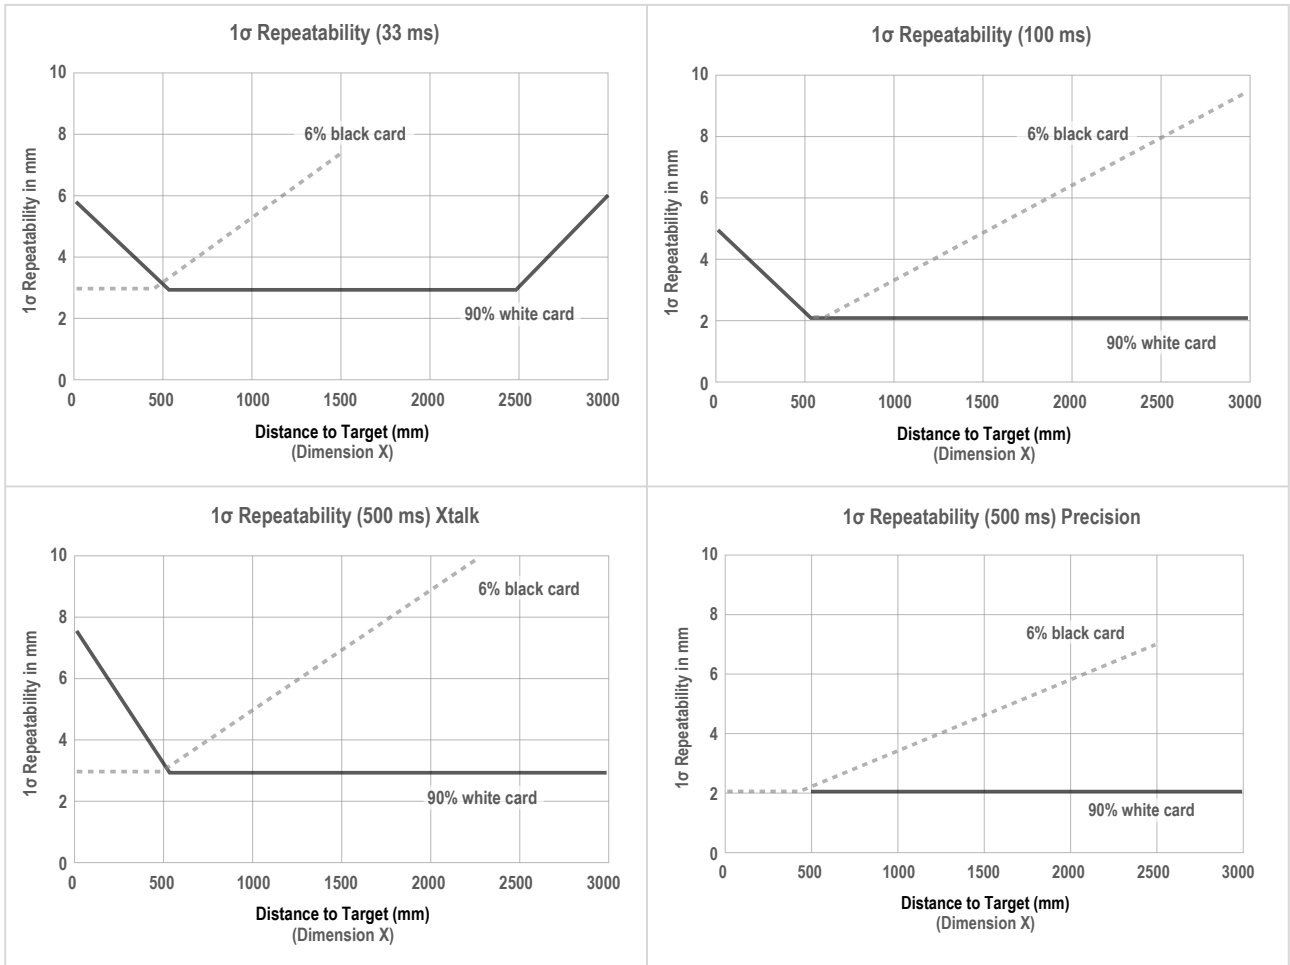 1σ Repeatability (33 ms)
10
8
6
4
2
0
1σ Repeatability in mm
6% black card
90% white card
0 500 1000 1500 2000 2500 3000
Distance to Target (mm)
(Dimension X)
1σ Repeatability (100 ms)
10
8
6
4
2
0
1σ Repeatability in mm
6% black card
90% white card
0 500 1000 1500 2000 2500 3000
Distance to Target (mm)
(Dimension X)
1σ Repeatability (500 ms) Xtalk
10
8
6
4
2
0
1σ Repeatability in mm
6% black card
90% white card
0 500 1000 1500 2000 2500 3000
Distance to Target (mm)
(Dimension X)
1σ Repeatability (500 ms) Precision
10
8
6
4
2
0
1σ Repeatability in mm
6% black card
90% white card
0 500 1000 1500 2000 2500 3000
Distance to Target (mm)
(Dimension X)